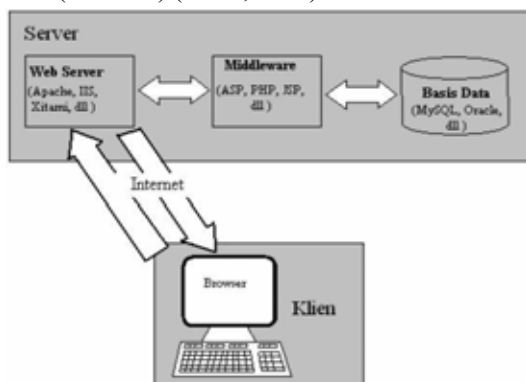 Server
Web Server
(Apache, IIS,
Xitami, dll )
Middleware
(ASP, PHP, JSP,
dll )
Basis Data
(MySQL, Oracle,
dll )
Internet
Browser
Klien